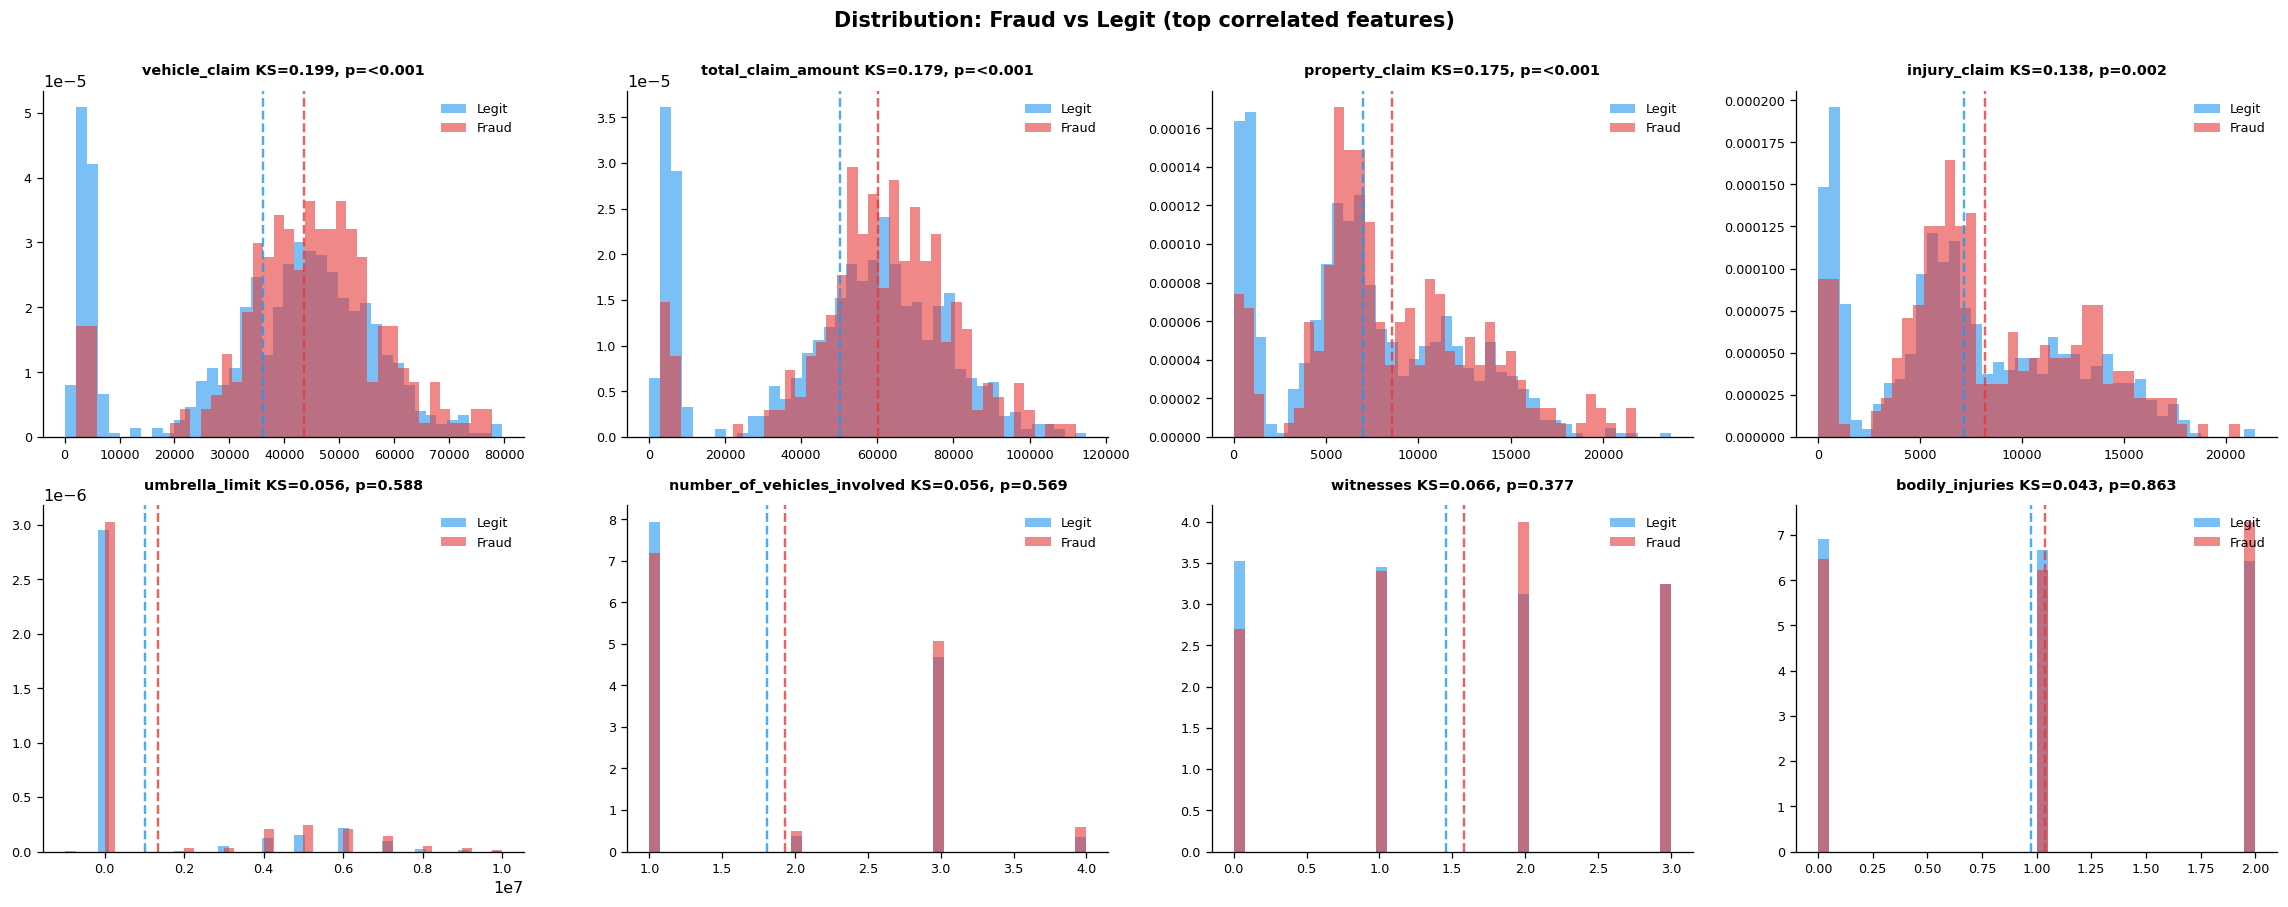 Distribution: Fraud vs Legit (top correlated features)
vehicle_claim KS=0.199, p=<0.001
1e−5
5
4
3
2
1
0
0 10000 20000 30000 40000 50000 60000 70000 80000
Legit
Fraud
total_claim_amount KS=0.179, p=<0.001
1e−5
3.5
3.0
2.5
2.0
1.5
1.0
0.5
0.0
0 20000 40000 60000 80000 100000 120000
Legit
Fraud
property_claim KS=0.175, p=<0.001
0.00016
0.00014
0.00012
0.00010
0.00008
0.00006
0.00004
0.00002
0.00000
0 5000 10000 15000 20000
Legit
Fraud
injury_claim KS=0.138, p=0.002
0.000200
0.000175
0.000150
0.000125
0.000100
0.000075
0.000050
0.000025
0.000000
0 5000 10000 15000 20000
Legit
Fraud
umbrella_limit KS=0.056, p=0.588
1e−6
3.0
2.5
2.0
1.5
1.0
0.5
0.0
0.0 0.2 0.4 0.6 0.8 1.0
1e7
Legit
Fraud
number_of_vehicles_involved KS=0.056, p=0.569
8
7
6
5
4
3
2
1
0
1.0 1.5 2.0 2.5 3.0 3.5 4.0
Legit
Fraud
witnesses KS=0.066, p=0.377
4.0
3.5
3.0
2.5
2.0
1.5
1.0
0.5
0.0
0.0 0.5 1.0 1.5 2.0 2.5 3.0
Legit
Fraud
bodily_injuries KS=0.043, p=0.863
7
6
5
4
3
2
1
0
0.00 0.25 0.50 0.75 1.00 1.25 1.50 1.75 2.00
Legit
Fraud